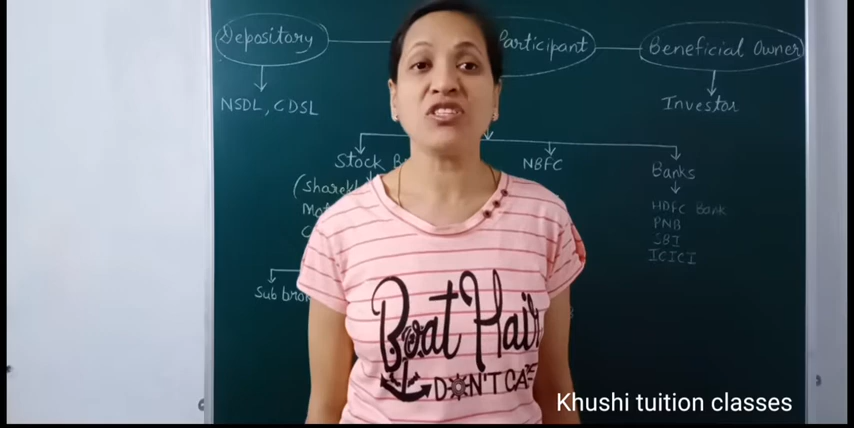 Depository
Participant
Beneficial Owner
NSDL, CDSL
Investor
Stock
NBFC
Banks
HDFC Bank
PNB
SBI
ICICI
Sub
Boat Hair
DON'T CARE
Khushi tuition classes